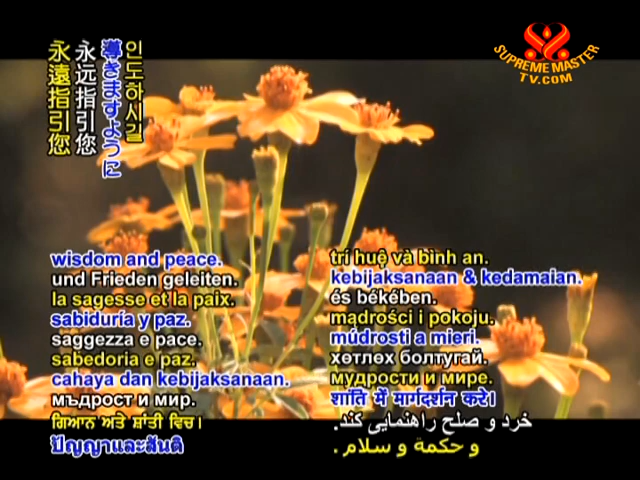 永遠指引您
永远指引您
導きますように
인도하시길
SUPREME MASTER
TV.COM
wisdom and peace.
und Frieden geleiten.
la sagesse et la paix.
sabiduría y paz.
saggezza e pace.
sabedoria e paz.
cahaya dan kebijaksanaan.
мъдрост и мир.
ਗਿਆਨ ਅਤੇ ਸ਼ਾਂਤੀ ਵਿਚ।
ปัญญาและสันติ
trí huệ và bình an.
kebijaksanaan & kedamaian.
és békében.
mądrości i pokoju.
múdrosti a mieri.
хөтлөх болтугай.
мудрости и мире.
शांति में मार्गदर्शन करे।
خرد و صلح راهنمایی کند.
و حكمة و سلام .